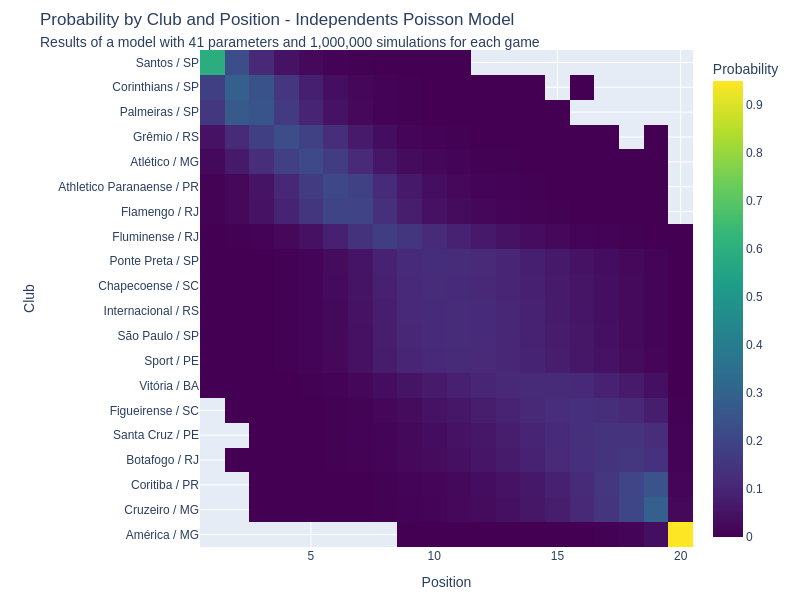 Probability by Club and Position - Independents Poisson Model
Results of a model with 41 parameters and 1,000,000 simulations for each game
Probability
Club
Santos / SP
Corinthians / SP
Palmeiras / SP
Grêmio / RS
Atlético / MG
Athletico Paranaense / PR
Flamengo / RJ
Fluminense / RJ
Ponte Preta / SP
Chapecoense / SC
Internacional / RS
São Paulo / SP
Sport / PE
Vitória / BA
Figueirense / SC
Santa Cruz / PE
Botafogo / RJ
Coritiba / PR
Cruzeiro / MG
América / MG
0.9
0.8
0.7
0.6
0.5
0.4
0.3
0.2
0.1
0
5 10 15 20
Position